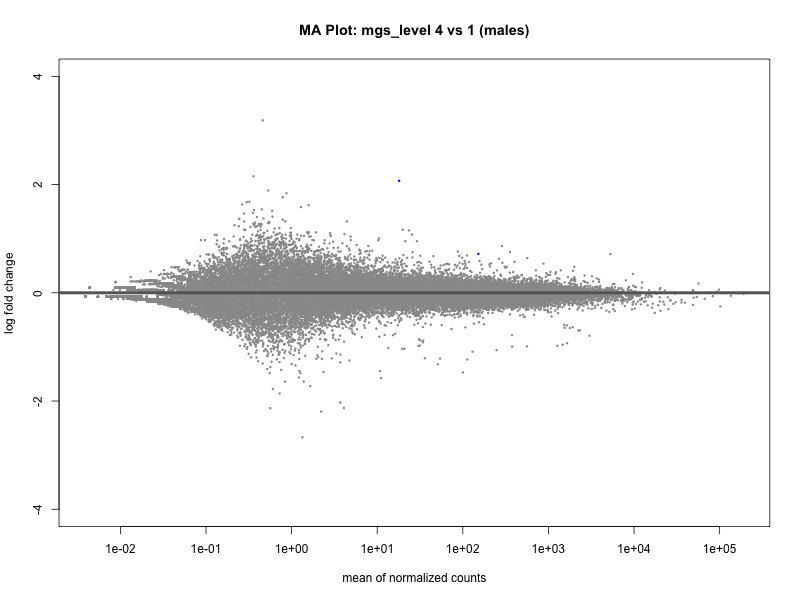 MA Plot: mgs_level 4 vs 1 (males)
4
2
0
-2
-4
log fold change
1e-02 1e-01 1e+00 1e+01 1e+02 1e+03 1e+04 1e+05
mean of normalized counts